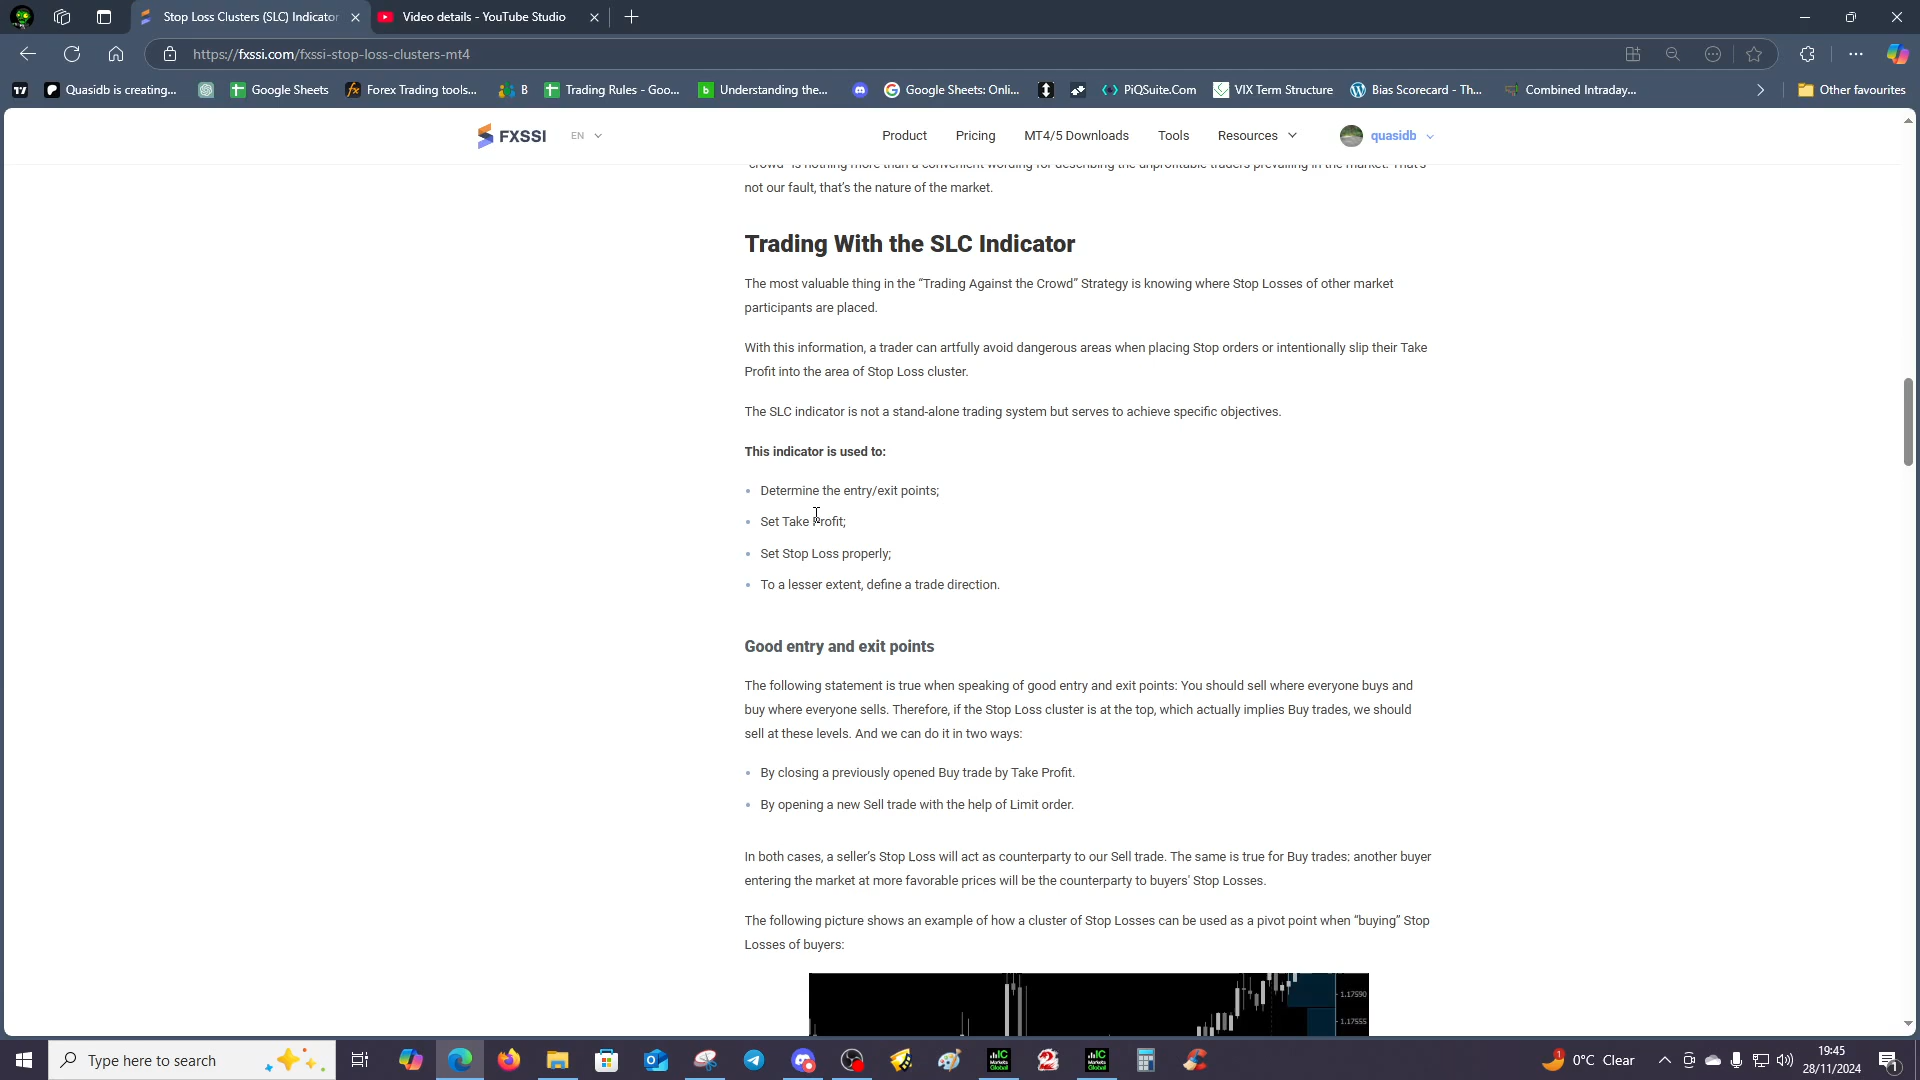 Stop Loss Clusters (SLC) Indicator
Video details - YouTube Studio
https://fxssi.com/fxssi-stop-loss-clusters-mt4
Quasidb is creating...
Google Sheets
Forex Trading tools...
B
Trading Rules - Goo...
Understanding the...
Google Sheets: Onli...
PiQSuite.Com
VIX Term Structure
Bias Scorecard - Th...
Combined Intraday...
Other favourites
FXSSI
EN
Product
Pricing
MT4/5 Downloads
Tools
Resources
quasidb
"crowd" is nothing more than a convenient wording for describing the unprofitable traders prevailing in the market. That's
not our fault, that's the nature of the market.
Trading With the SLC Indicator
The most valuable thing in the “Trading Against the Crowd” Strategy is knowing where Stop Losses of other market
participants are placed.
With this information, a trader can artfully avoid dangerous areas when placing Stop orders or intentionally slip their Take
Profit into the area of Stop Loss cluster.
The SLC indicator is not a stand-alone trading system but serves to achieve specific objectives.
This indicator is used to:
Determine the entry/exit points;
Set Take Profit;
Set Stop Loss properly;
To a lesser extent, define a trade direction.
Good entry and exit points
The following statement is true when speaking of good entry and exit points: You should sell where everyone buys and
buy where everyone sells. Therefore, if the Stop Loss cluster is at the top, which actually implies Buy trades, we should
sell at these levels. And we can do it in two ways:
By closing a previously opened Buy trade by Take Profit.
By opening a new Sell trade with the help of Limit order.
In both cases, a seller’s Stop Loss will act as counterparty to our Sell trade. The same is true for Buy trades: another buyer
entering the market at more favorable prices will be the counterparty to buyers’ Stop Losses.
The following picture shows an example of how a cluster of Stop Losses can be used as a pivot point when “buying” Stop
Losses of buyers:
1.17590
1.17555
Type here to search
1
0°C Clear
19:45
28/11/2024
1